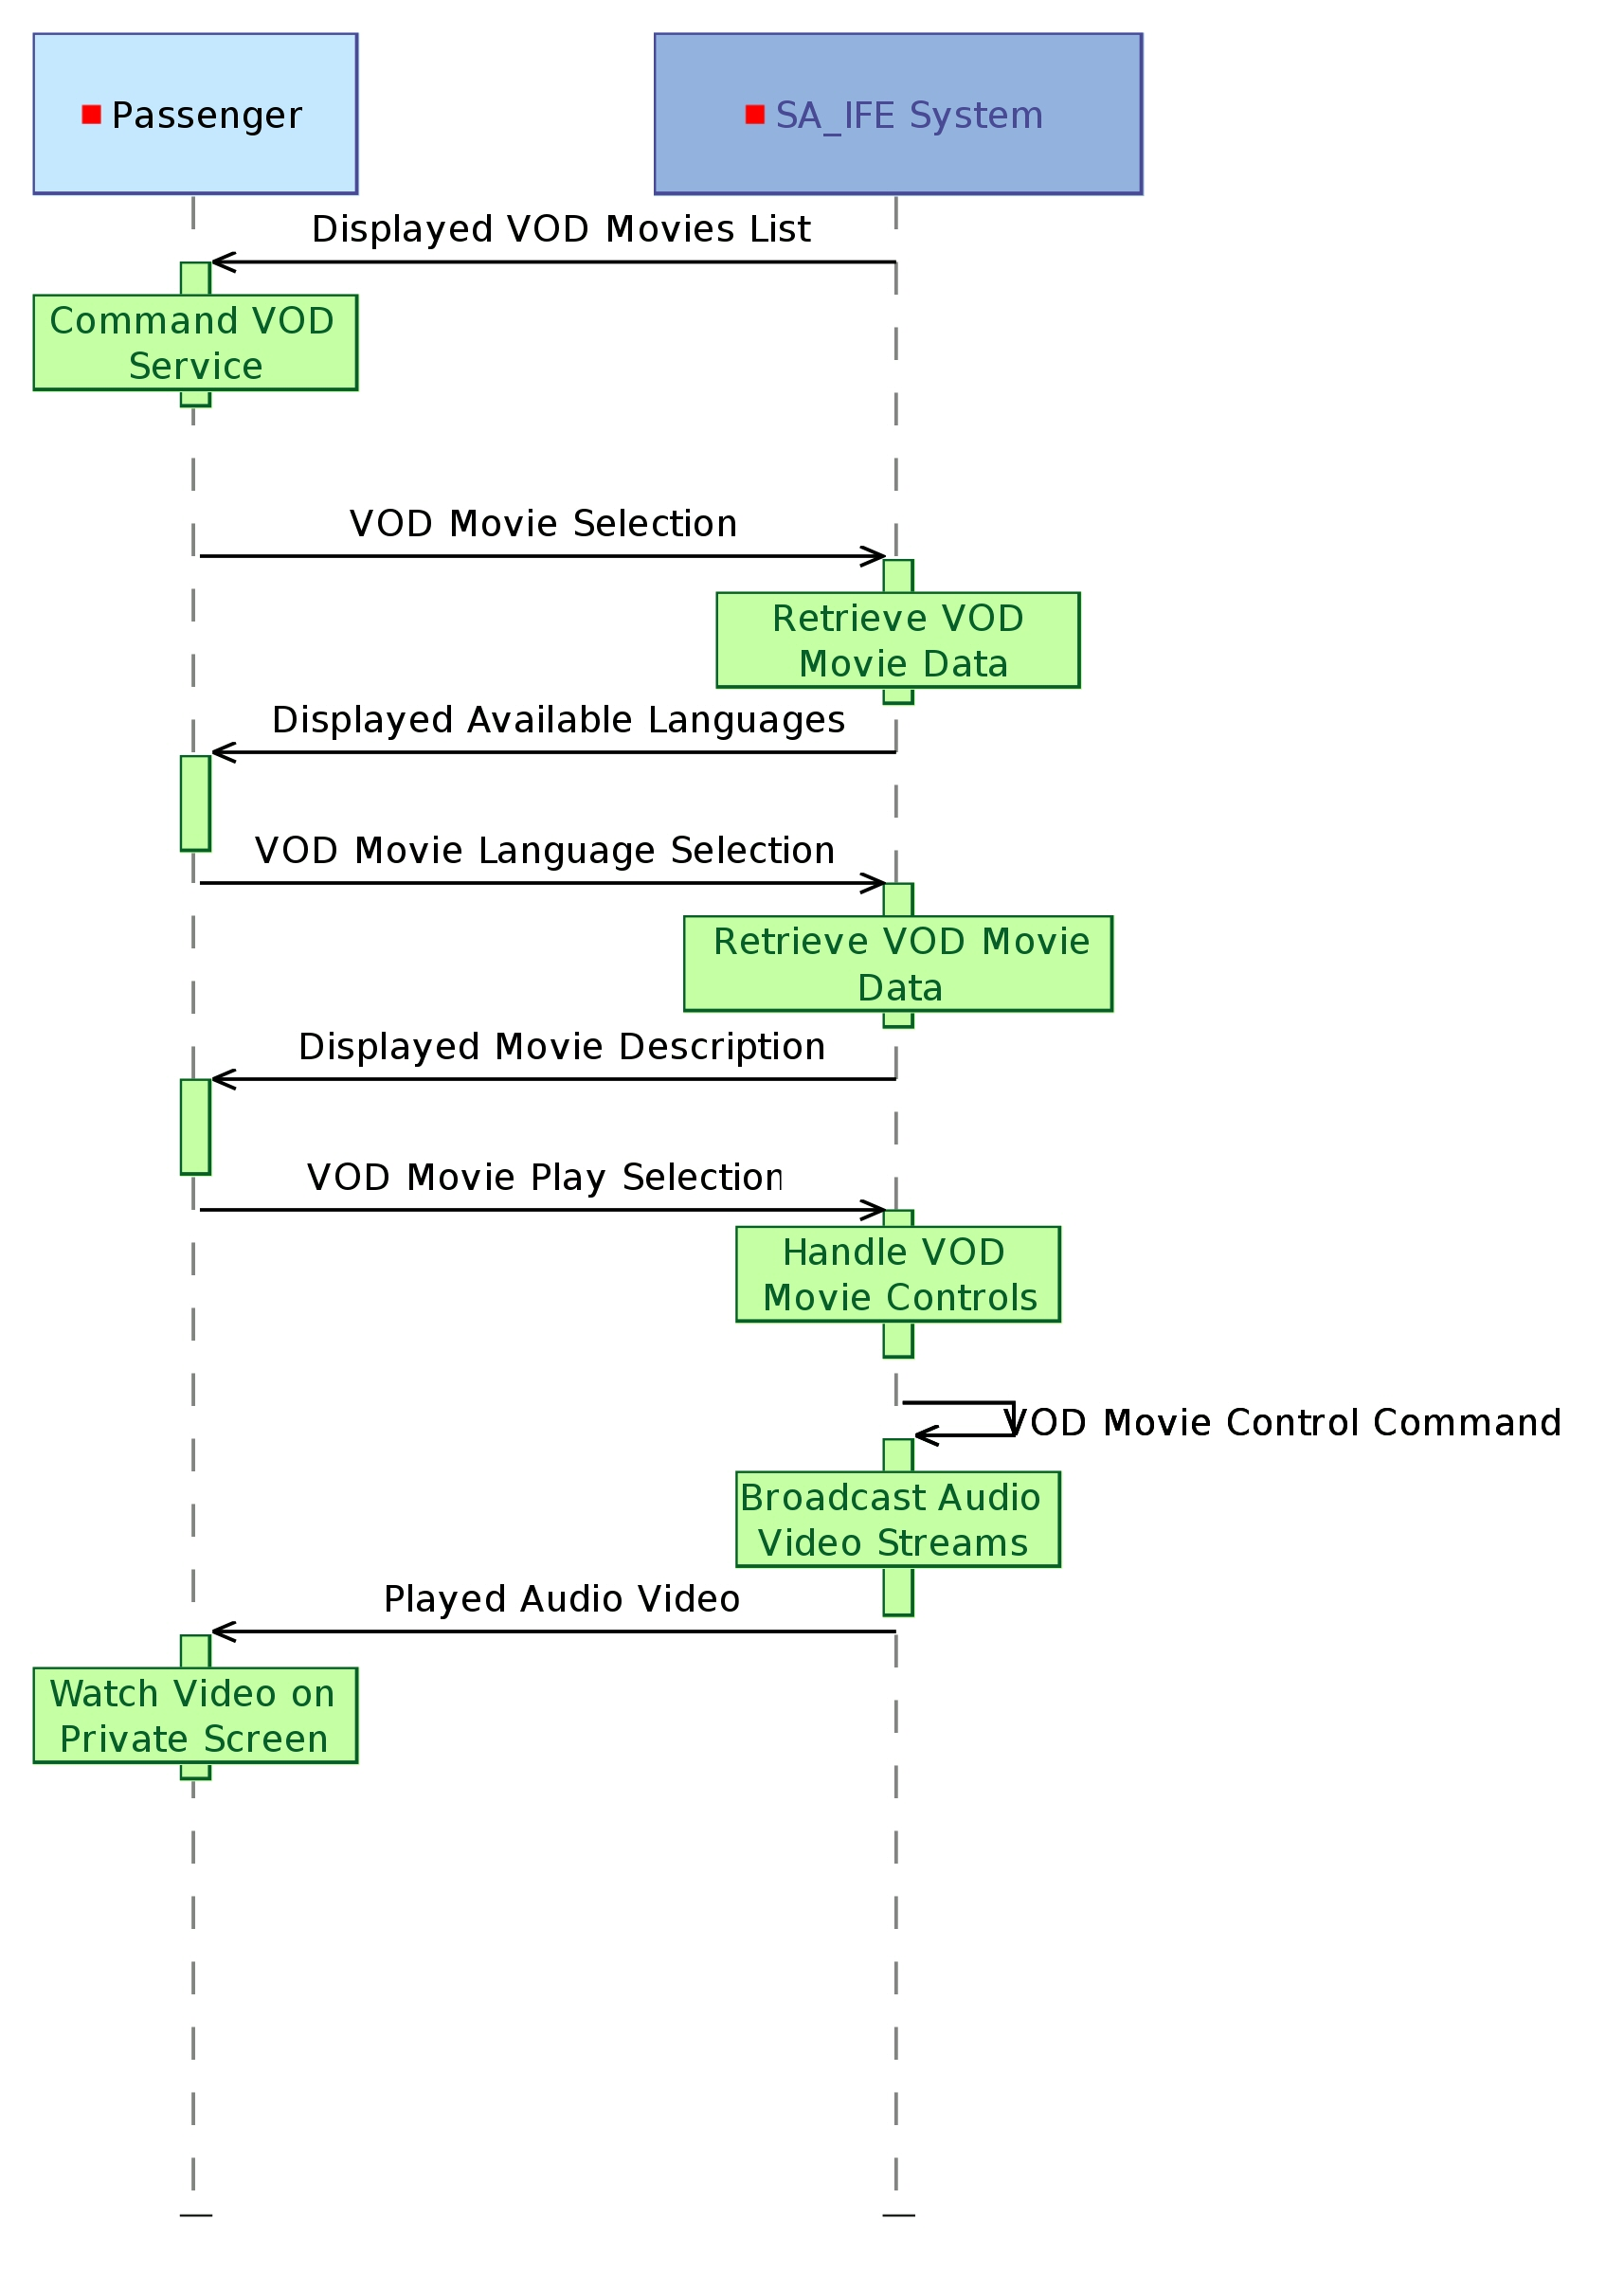 Passenger
SA_IFE System
Displayed VOD Movies List
Command VOD
Service
VOD Movie Selection
Retrieve VOD
Movie Data
Displayed Available Languages
VOD Movie Language Selection
Retrieve VOD Movie
Data
Displayed Movie Description
VOD Movie Play Selection
Handle VOD
Movie Controls
VOD Movie Control Command
Broadcast Audio
Video Streams
Played Audio Video
Watch Video on
Private Screen